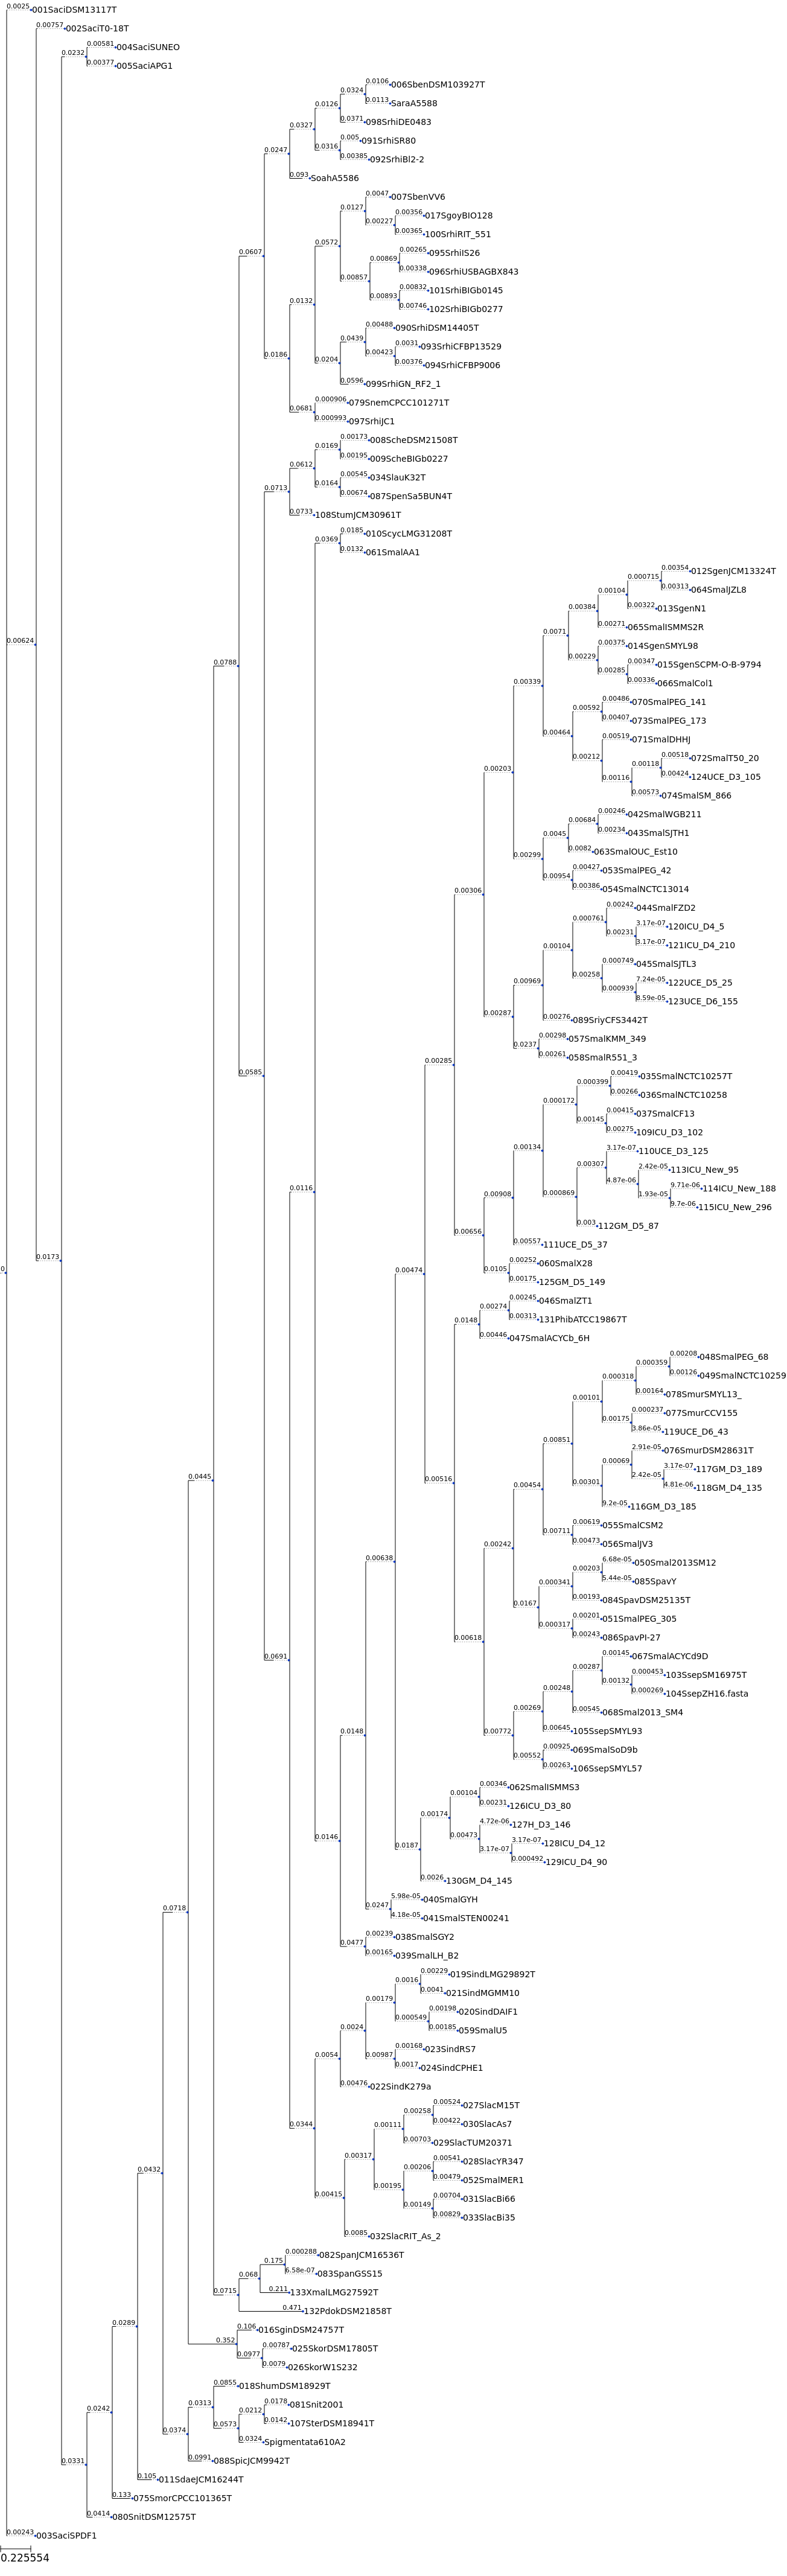 0.0025 001SaciDSM13117T
0.00757 002SaciT0-18T
0.00581 004SaciSUNEO
0.0232
0.00377 005SaciAPG1
0.0106 006SbenDSM103927T
0.0324
0.0113 SaraA5588
0.0126
0.0371 098SrhiDE0483
0.0327
0.005 091SrhiSR80
0.0316
0.00385 092SrhiBl2-2
0.0247
0.093 SoahA5586
0.0047 007SbenVV6
0.0127
0.00356 017SgoyBIO128
0.00227
0.00365 100SrhiRIT_551
0.0572
0.00265 095SrhiIS26
0.00869
0.00338 096SrhiUSBAGBX843
0.00857
0.00832 101SrhiBIGb0145
0.00893
0.00746 102SrhiBIGb0277
0.0607
0.0132
0.00488 090SrhiDSM14405T
0.0439
0.0031 093SrhiCFBP13529
0.00423
0.00376 094SrhiCFBP9006
0.0204
0.0596 099SrhiGN_RF2_1
0.0186
0.000906 079SnemCPCC101271T
0.0681
0.000993 097SrhiJC1
0.00173 008ScheDSM21508T
0.0169
0.00195 009ScheBIGb0227
0.0612
0.00545 034SlauK32T
0.0164
0.00674 087SpenSa5BUN4T
0.0713
0.0733 108StumJCM30961T
0.0185 010ScycLMG31208T
0.0369
0.0132 061SmalAA1
0.00354 012SgenJCM13324T
0.000715
0.00313 064SmalJZL8
0.00104
0.00322 013SgenN1
0.00384
0.00271 065SmalISMMS2R
0.0071
0.00375 014SgenSMYL98
0.00229
0.00347 015SgenSCPM-O-B-9794
0.00285
0.00336 066SmalCol1
0.00339
0.00486 070SmalPEG_141
0.00592
0.00407 073SmalPEG_173
0.00464
0.00519 071SmalDHHJ
0.00212
0.00518 072SmalT50_20
0.00118
0.00424 124UCE_D3_105
0.00116
0.00573 074SmalSM_866
0.00203
0.00246 042SmalWGB211
0.00684
0.00234 043SmalSJTH1
0.0045
0.0082 063SmalOUC_Est10
0.00299
0.00427 053SmalPEG_42
0.00954
0.00386 054SmalNCTC13014
0.00306
0.00242 044SmalFZD2
0.000761
3.17e-07 120ICU_D4_5
0.00231
3.17e-07 121ICU_D4_210
0.00104
0.000749 045SmalSJTL3
0.00258
7.24e-05 122UCE_D5_25
0.000939
8.59e-05 123UCE_D6_155
0.00969
0.00276 089SriyCFS3442T
0.00287
0.00298 057SmalKMM_349
0.0237
0.00261 058SmalR551_3
0.00285
0.00419 035SmalNCTC10257T
0.000399
0.00266 036SmalNCTC10258
0.000172
0.00415 037SmalCF13
0.00145
0.00275 109ICU_D3_102
0.00134
3.17e-07 110UCE_D3_125
0.00307
2.42e-05 113ICU_New_95
4.87e-06
9.71e-06 114ICU_New_188
1.93e-05
9.7e-06 115ICU_New_296
0.000869
0.003 112GM_D5_87
0.00908
0.00557 111UCE_D5_37
0.00656
0.00252 060SmalX28
0.0105
0.00175 125GM_D5_149
0.00474
0.00245 046SmalZT1
0.00274
0.00313 131PhibATCC19867T
0.0148
0.00446 047SmalACYCb_6H
0.00208 048SmalPEG_68
0.000359
0.00126 049SmalNCTC10259
0.000318
0.00164 078SmurSMYL13_
0.00101
0.000237 077SmurCCV155
0.00175
3.86e-05 119UCE_D6_43
0.00851
2.91e-05 076SmurDSM28631T
0.00069
3.17e-07 117GM_D3_189
2.42e-05
4.81e-06 118GM_D4_135
0.00301
9.2e-05 116GM_D3_185
0.00454
0.00619 055SmalCSM2
0.00711
0.00473 056SmalJV3
0.00242
6.68e-05 050Smal2013SM12
0.00203
5.44e-05 085SpavY
0.000341
0.00193 084SpavDSM25135T
0.0167
0.00201 051SmalPEG_305
0.000317
0.00243 086SpavPI-27
0.00516
0.00618
0.00145 067SmalACYCd9D
0.00287
0.000453 103SsepSM16975T
0.00132
0.000269 104SsepZH16.fasta
0.00248
0.00545 068Smal2013_SM4
0.00269
0.00645 105SsepSMYL93
0.00772
0.00925 069SmalSoD9b
0.00552
0.00263 106SsepSMYL57
0.00638
0.00346 062SmalISMMS3
0.00104
0.00231 126ICU_D3_80
0.00174
4.72e-06 127H_D3_146
0.00473
3.17e-07 128ICU_D4_12
3.17e-07
0.000492 129ICU_D4_90
0.0187
0.0026 130GM_D4_145
0.0148
5.98e-05 040SmalGYH
0.0247
4.18e-05 041SmalSTEN00241
0.0146
0.00239 038SmalSGY2
0.0477
0.00165 039SmalLH_B2
0.0116
0.0691
0.00229 019SindLMG29892T
0.0016
0.0041 021SindMGMM10
0.00179
0.00198 020SindDAIF1
0.000549
0.00185 059SmalU5
0.0024
0.00168 023SindRS7
0.00987
0.0017 024SindCPHE1
0.0054
0.00476 022SindK279a
0.0344
0.00524 027SlacM15T
0.00258
0.00422 030SlacAs7
0.00111
0.00703 029SlacTUM20371
0.00317
0.00541 028SlacYR347
0.00206
0.00479 052SmalMER1
0.00195
0.00704 031SlacBi66
0.00149
0.00829 033SlacBi35
0.00415
0.0085 032SlacRIT_As_2
0.0585
0.0788
0.0445
0.000288 082SpanJCM16536T
0.175
6.58e-07 083SpanGSS15
0.068
0.211 133XmalLMG27592T
0.0715
0.471 132PdokDSM21858T
0.0718
0.106 016SginDSM24757T
0.352
0.00787 025SkorDSM17805T
0.0977
0.0079 026SkorW1S232
0.0432
0.0855 018ShumDSM18929T
0.0313
0.0178 081Snit2001
0.0212
0.0142 107SterDSM18941T
0.0573
0.0324 Spigmentata610A2
0.0374
0.0991 088SpicJCM9942T
0.0289
0.105 011SdaeJCM16244T
0.0242
0.133 075SmorCPCC101365T
0.0331
0.0414 080SnitDSM12575T
0.0173
0.00624
0
0.00243 003SaciSPDF1
0.225554